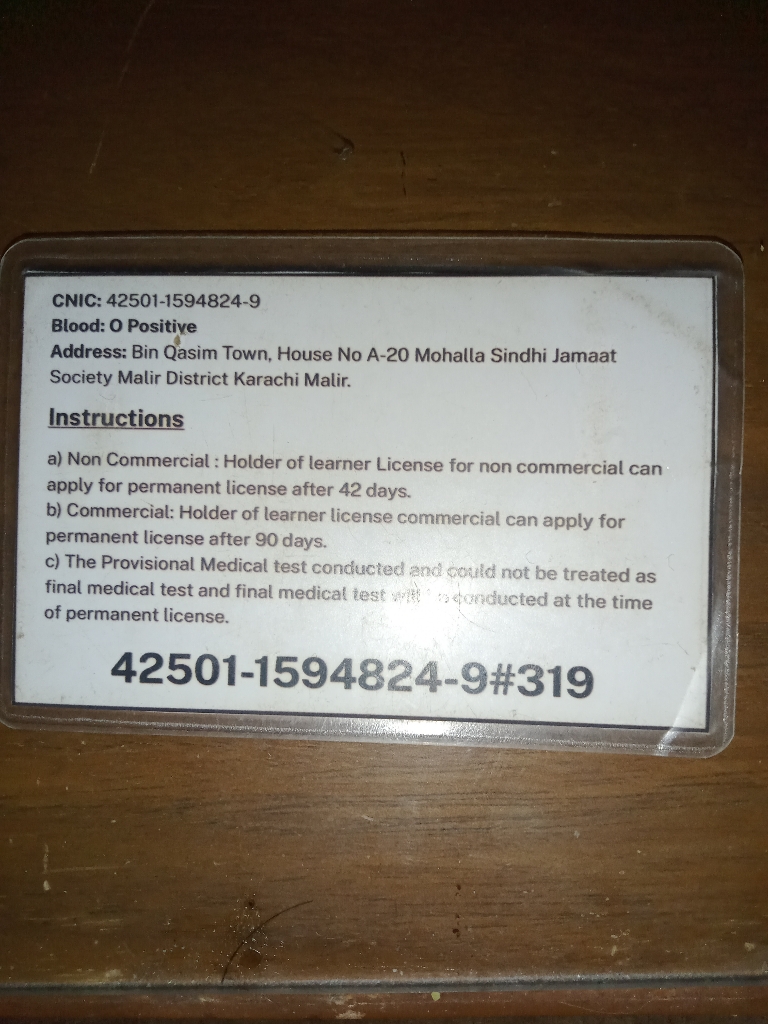 CNIC: 42501-1594824-9
Blood: O Positive
Address: Bin Qasim Town, House No A-20 Mohalla Sindhi Jamaat
Society Malir District Karachi Malir.
Instructions
a) Non Commercial : Holder of learner License for non commercial can
apply for permanent license after 42 days.
b) Commercial: Holder of learner license commercial can apply for
permanent license after 90 days.
c) The Provisional Medical test conducted and could not be treated as
final medical test and final medical test will conducted at the time
of permanent license.
42501-1594824-9#319